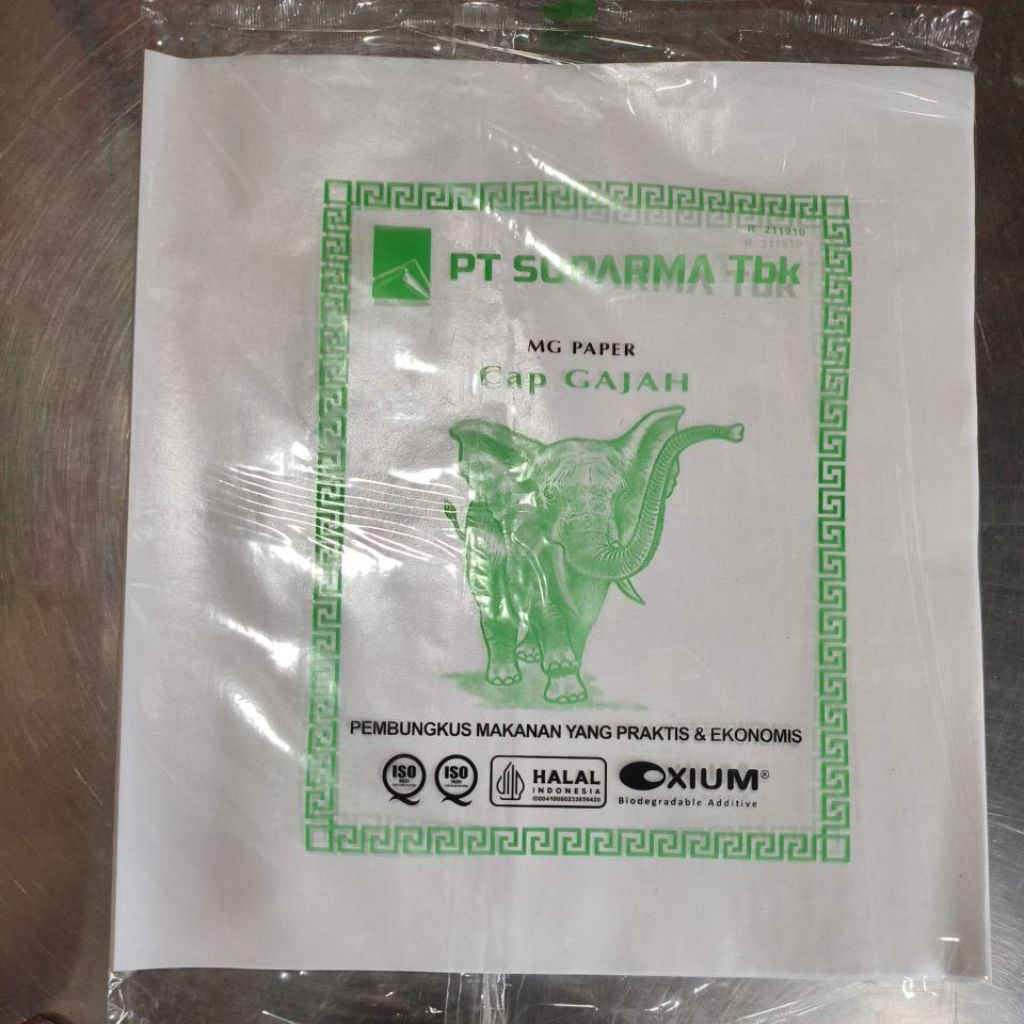 R 211910
PT SUPARMA Tbk
MG PAPER
Cap GAJAH
PEMBUNGKUS MAKANAN YANG PRAKTIS & EKONOMIS
ISO ISO HALAL OXIUM®
INDONESIA
Biodegradable Additive